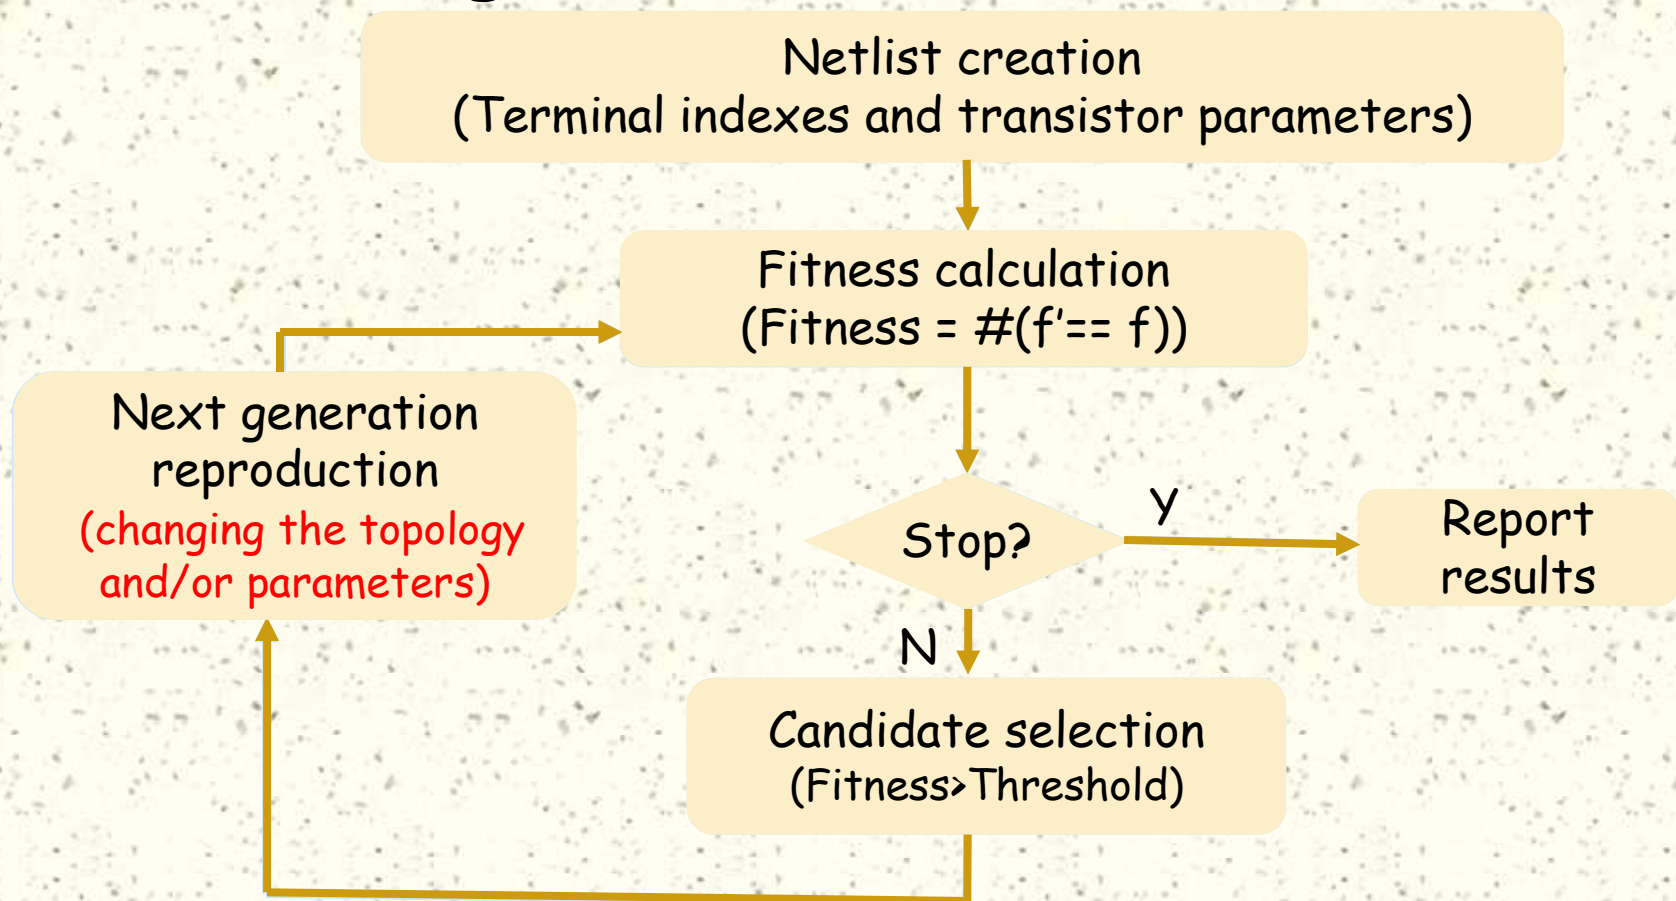 Netlist creation
(Terminal indexes and transistor parameters)
Fitness calculation
(Fitness = #(f'== f))
Next generation
reproduction
(changing the topology
and/or parameters)
Stop?
Y
Report
results
N
Candidate selection
(Fitness>Threshold)